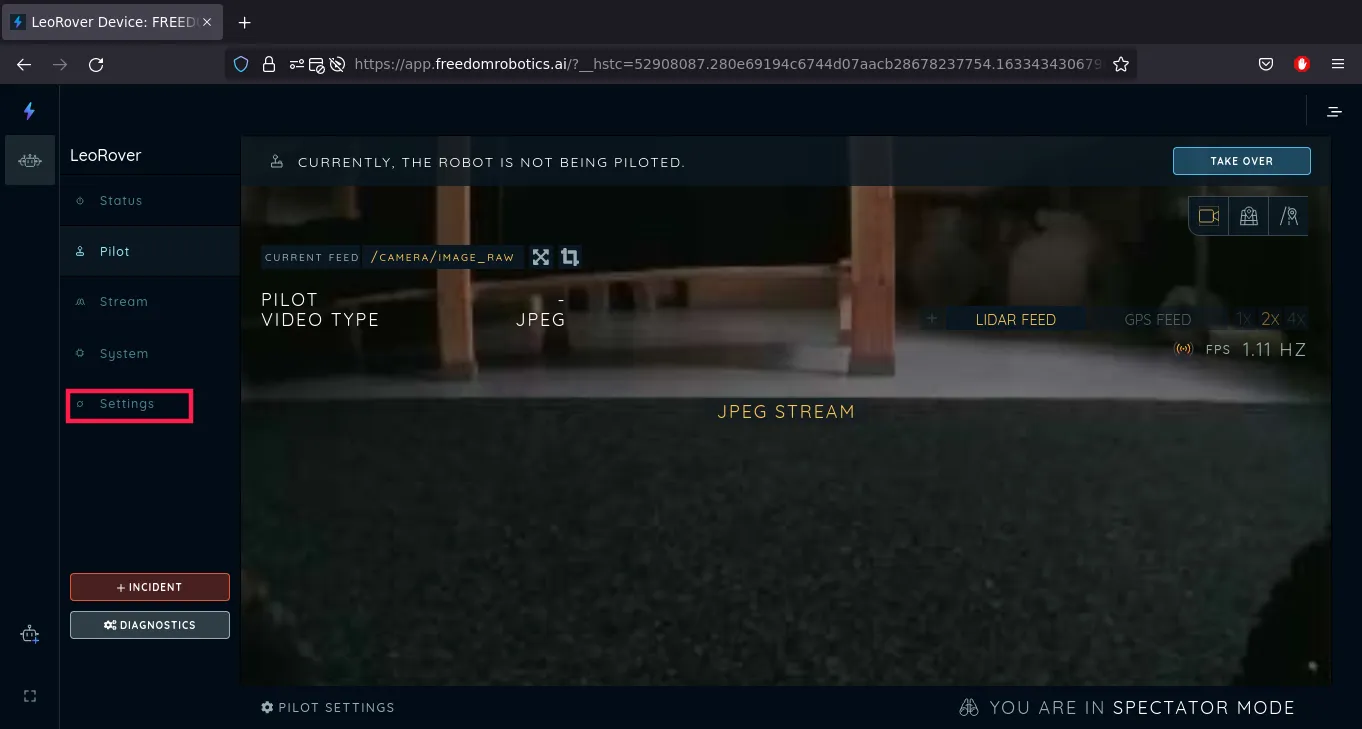 LeoRover Device: FREED
https://app.freedomrobotics.ai/?__hstc=52908087.280e69194c6744d07aacb28678237754.163343430679
LeoRover
CURRENTLY, THE ROBOT IS NOT BEING PILOTED.
TAKE OVER
Status
Pilot
Stream
System
Settings
CURRENT FEED /CAMERA/IMAGE_RAW
PILOT -
VIDEO TYPE JPEG
+ LIDAR FEED GPS FEED 1X 2X 4X
FPS 1.11 HZ
JPEG STREAM
+ INCIDENT
DIAGNOSTICS
PILOT SETTINGS
YOU ARE IN SPECTATOR MODE